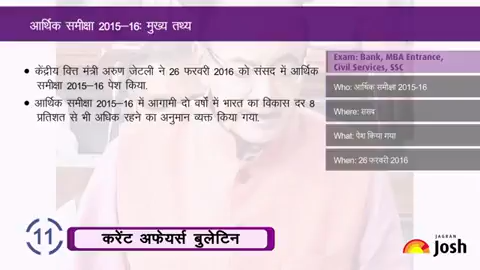 आर्थिक समीक्षा 2015–16: मुख्य तथ्य
● केंद्रीय वित्त मंत्री अरुण जेटली ने 26 फरवरी 2016 को संसद में आर्थिक
समीक्षा 2015–16 पेश किया.
● आर्थिक समीक्षा 2015–16 में आगामी दो वर्षो में भारत का विकास दर 8
प्रतिशत से भी अधिक रहने का अनुमान व्यक्त किया गया.
Exam: Bank, MBA Entrance,
Civil Services, SSC
Who: आर्थिक समीक्षा 2015-16
Where: संसद
What: पेश किया गया
When: 26 फरवरी 2016
11
करेंट अफेयर्स बुलेटिन
JAGRAN
Josh